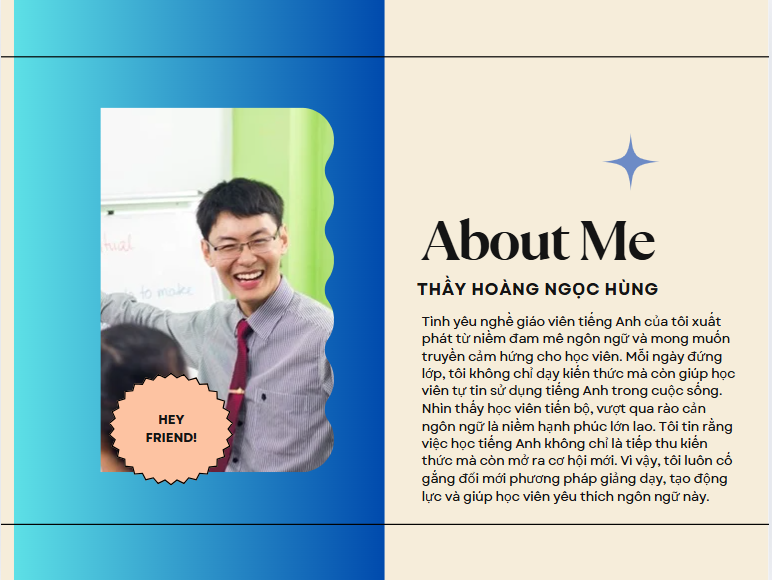 tual
to make
HEY
FRIEND!
About Me
THẦY HOÀNG NGỌC HÙNG
Tình yêu nghề giáo viên tiếng Anh của tôi xuất
phát từ niềm đam mê ngôn ngữ và mong muốn
truyền cảm hứng cho học viên. Mỗi ngày đứng
lớp, tôi không chỉ dạy kiến thức mà còn giúp học
viên tự tin sử dụng tiếng Anh trong cuộc sống.
Nhìn thấy học viên tiến bộ, vượt qua rào cản
ngôn ngữ là niềm hạnh phúc lớn lao. Tôi tin rằng
việc học tiếng Anh không chỉ là tiếp thu kiến
thức mà còn mở ra cơ hội mới. Vì vậy, tôi luôn cố
gắng đổi mới phương pháp giảng dạy, tạo động
lực và giúp học viên yêu thích ngôn ngữ này.